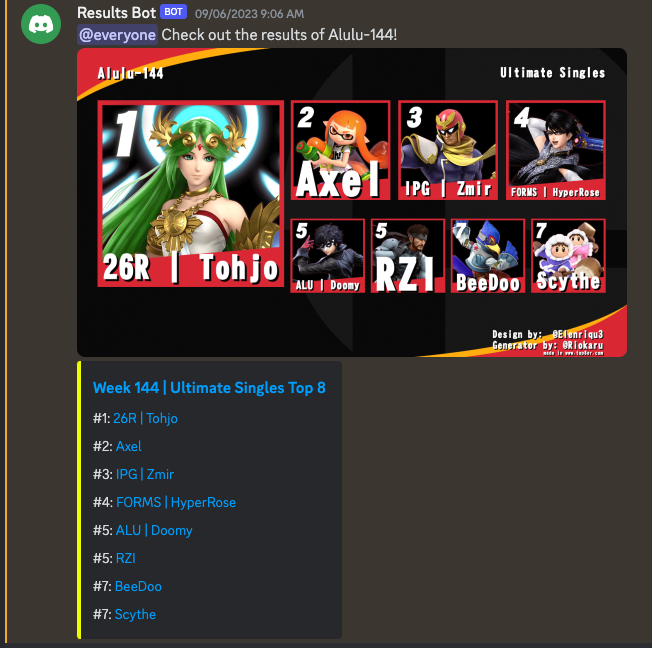 Results Bot BOT 09/06/2023 9:06 AM
@everyone Check out the results of Alulu-144!
Alulu-144
Ultimate Singles
1
26R | Tohjo
2
Axel
3
IPG | Zmir
4
FORMS | HyperRose
5
ALU | Doomy
5
RZI
7
BeeDoo
7
Scythe
Design by: @Elenriqu3
Generator by: @Riokaru
made in www.top8er.com
Week 144 | Ultimate Singles Top 8
#1: 26R | Tohjo
#2: Axel
#3: IPG | Zmir
#4: FORMS | HyperRose
#5: ALU | Doomy
#5: RZI
#7: BeeDoo
#7: Scythe